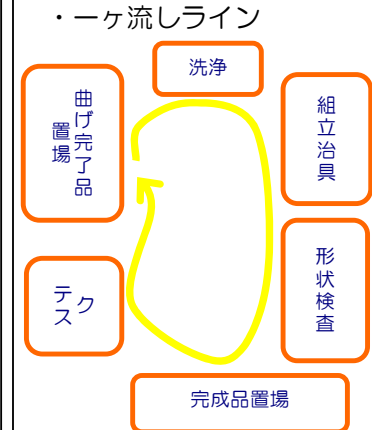 ・一ヶ流しライン
洗浄
曲げ完了品
置場
組立治具
形状検査
テクス
完成品置場